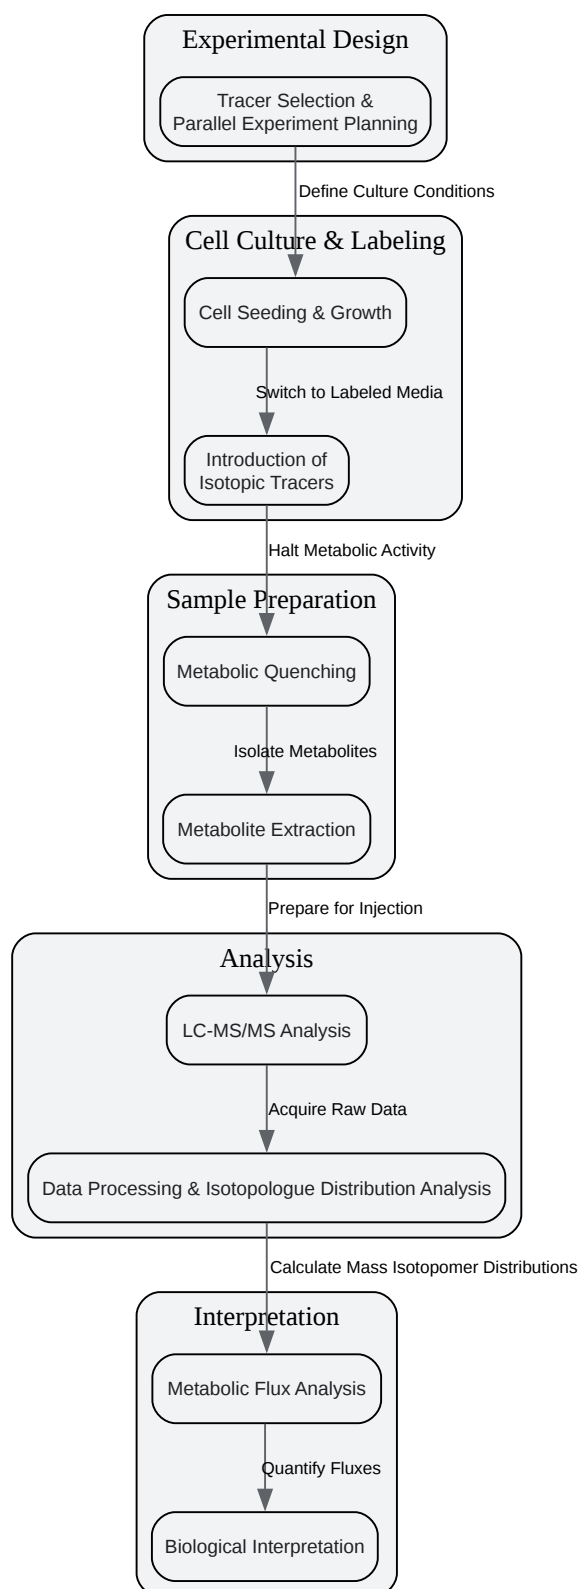 Experimental Design
Tracer Selection &
Parallel Experiment Planning
Define Culture Conditions
Cell Culture & Labeling
Cell Seeding & Growth
Switch to Labeled Media
Introduction of
Isotopic Tracers
Halt Metabolic Activity
Sample Preparation
Metabolic Quenching
Isolate Metabolites
Metabolite Extraction
Prepare for Injection
Analysis
LC-MS/MS Analysis
Acquire Raw Data
Data Processing & Isotopologue Distribution Analysis
Calculate Mass Isotopomer Distributions
Interpretation
Metabolic Flux Analysis
Quantify Fluxes
Biological Interpretation